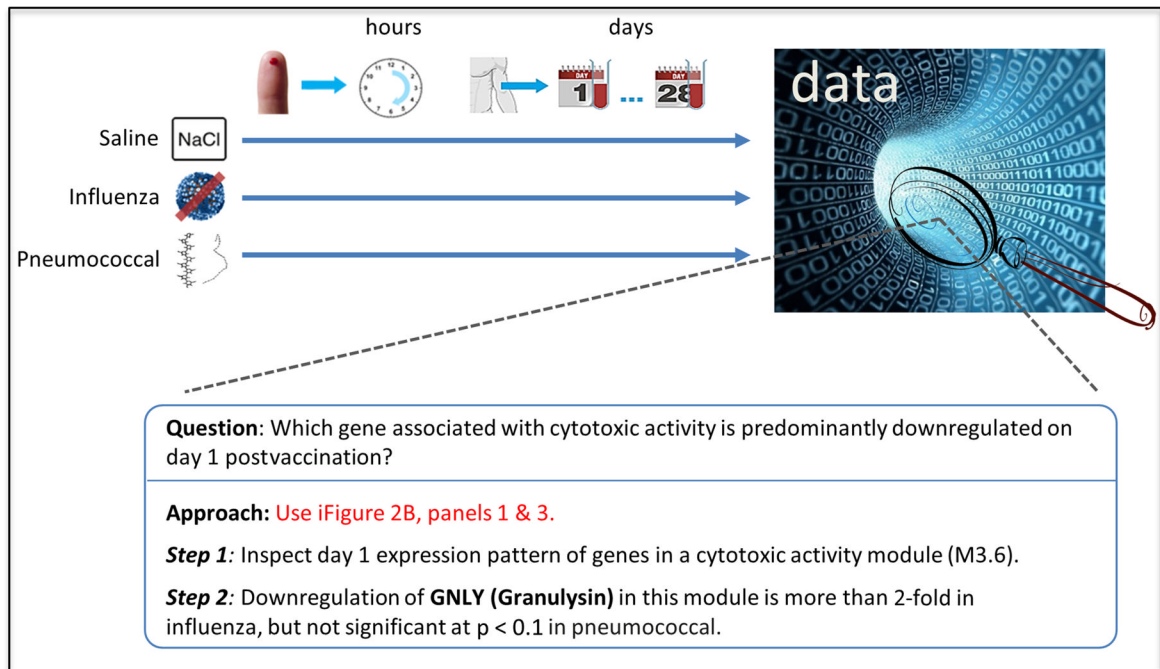 hours
days
DAY
1
...
DAY
28
data
Saline
NaCl
Influenza
Pneumococcal
Question: Which gene associated with cytotoxic activity is predominantly downregulated on
day 1 postvaccination?
Approach: Use iFigure 2B, panels 1 & 3.
Step 1: Inspect day 1 expression pattern of genes in a cytotoxic activity module (M3.6).
Step 2: Downregulation of GNLY (Granulysin) in this module is more than 2-fold in
influenza, but not significant at p < 0.1 in pneumococcal.